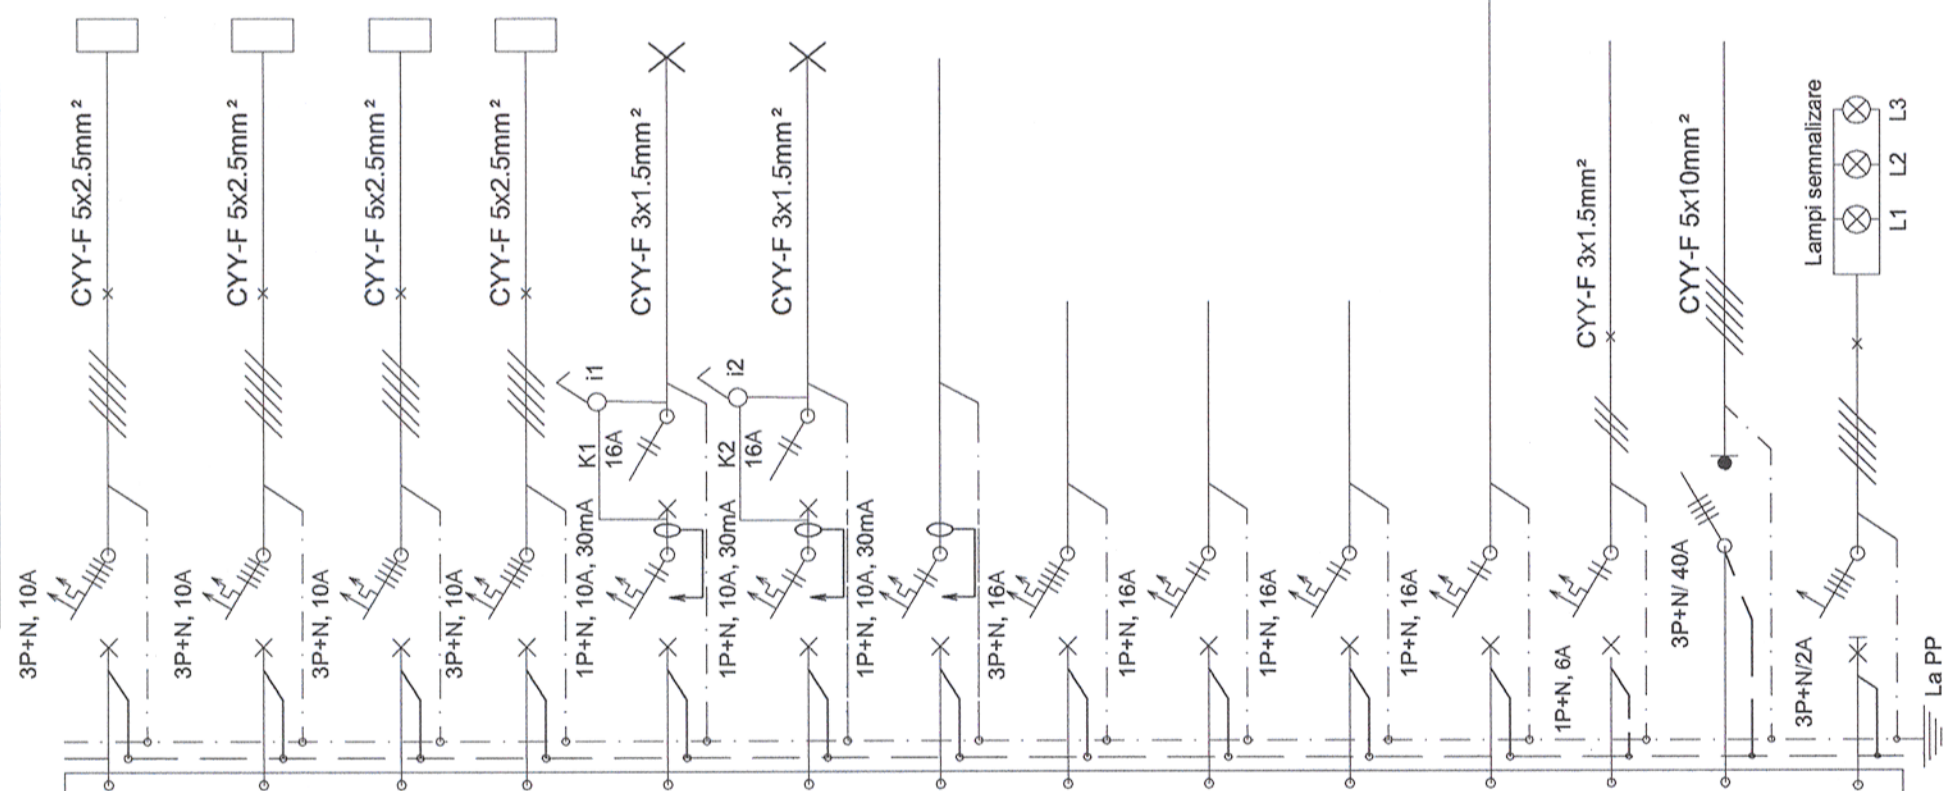 3P+N, 10A
CYY-F 5x2.5mm²
3P+N, 10A
CYY-F 5x2.5mm²
3P+N, 10A
CYY-F 5x2.5mm²
3P+N, 10A
CYY-F 5x2.5mm²
1P+N, 10A, 30mA
K1
16A
i1
CYY-F 3x1.5mm²
1P+N, 10A, 30mA
K2
16A
i2
CYY-F 3x1.5mm²
1P+N, 10A, 30mA
3P+N, 16A
1P+N, 16A
1P+N, 16A
1P+N, 16A
1P+N, 6A
CYY-F 3x1.5mm²
3P+N/ 40A
CYY-F 5x10mm²
3P+N/2A
Lampi semnalizare
L1 L2 L3
La PP